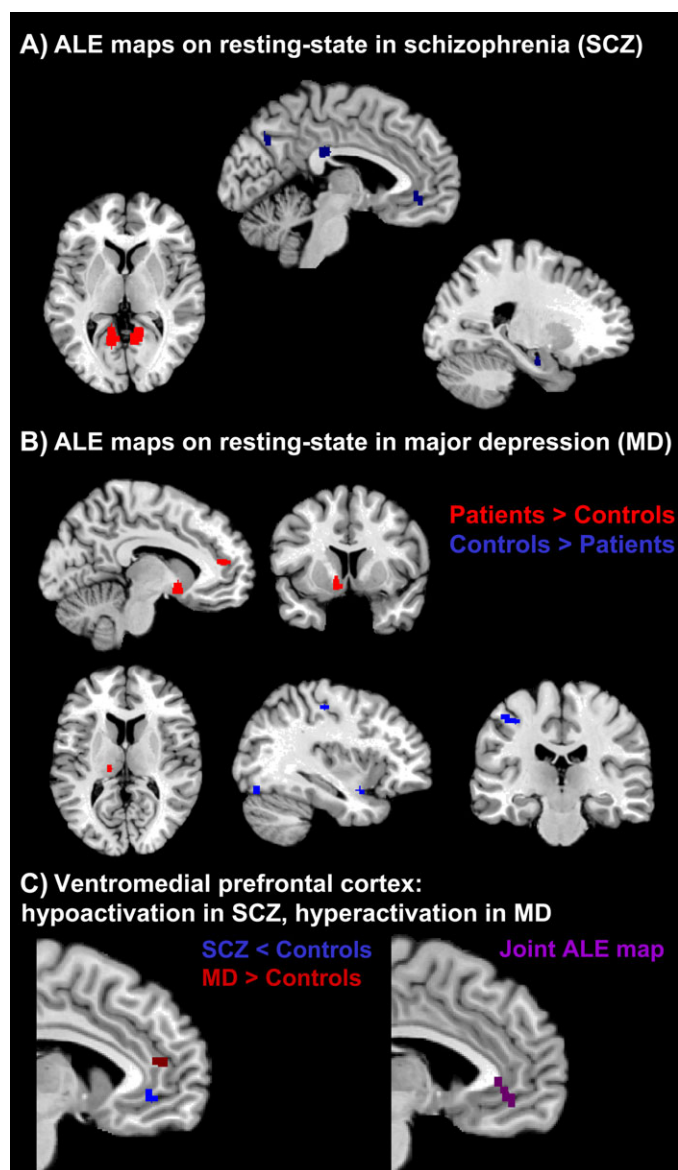 A) ALE maps on resting-state in schizophrenia (SCZ)
B) ALE maps on resting-state in major depression (MD)
Patients > Controls
Controls > Patients
C) Ventromedial prefrontal cortex:
hypoactivation in SCZ, hyperactivation in MD
SCZ < Controls
MD > Controls
Joint ALE map